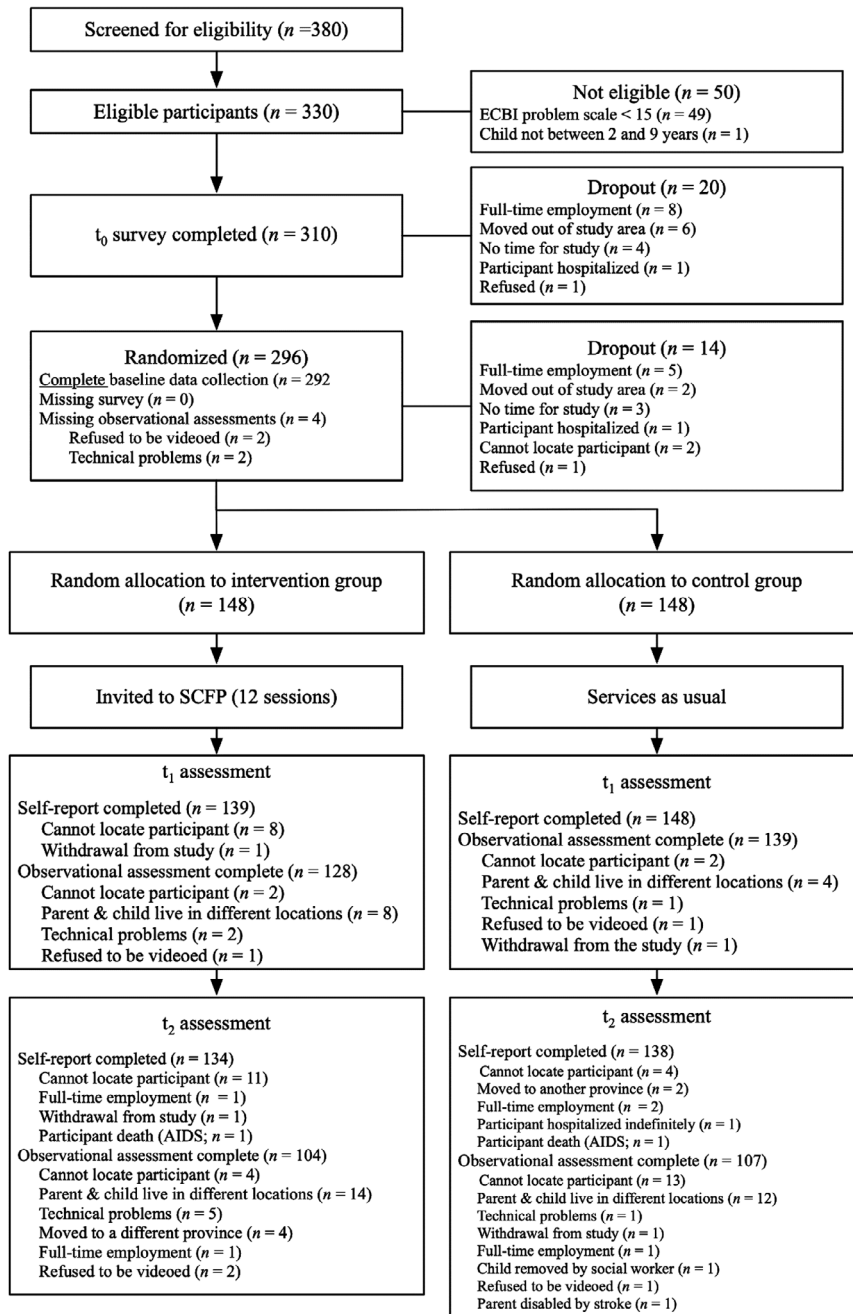 Screened for eligibility (n =380)
Eligible participants (n = 330)
Not eligible (n = 50)
ECBI problem scale < 15 (n = 49)
Child not between 2 and 9 years (n = 1)
t0 survey completed (n = 310)
Dropout (n = 20)
Full-time employment (n = 8)
Moved out of study area (n = 6)
No time for study (n = 4)
Participant hospitalized (n = 1)
Refused (n = 1)
Randomized (n = 296)
Complete baseline data collection (n = 292
Missing survey (n = 0)
Missing observational assessments (n = 4)
Refused to be videoed (n = 2)
Technical problems (n = 2)
Dropout (n = 14)
Full-time employment (n = 5)
Moved out of study area (n = 2)
No time for study (n = 3)
Participant hospitalized (n = 1)
Cannot locate participant (n = 2)
Refused (n = 1)
Random allocation to intervention group
(n = 148)
Random allocation to control group
(n = 148)
Invited to SCFP (12 sessions)
Services as usual
t1 assessment
Self-report completed (n = 139)
Cannot locate participant (n = 8)
Withdrawal from study (n = 1)
Observational assessment complete (n = 128)
Cannot locate participant (n = 2)
Parent & child live in different locations (n = 8)
Technical problems (n = 2)
Refused to be videoed (n = 1)
t1 assessment
Self-report completed (n = 148)
Observational assessment complete (n = 139)
Cannot locate participant (n = 2)
Parent & child live in different locations (n = 4)
Technical problems (n = 1)
Refused to be videoed (n = 1)
Withdrawal from the study (n = 1)
t2 assessment
Self-report completed (n = 134)
Cannot locate participant (n = 11)
Full-time employment (n = 1)
Withdrawal from study (n = 1)
Participant death (AIDS; n = 1)
Observational assessment complete (n = 104)
Cannot locate participant (n = 4)
Parent & child live in different locations (n = 14)
Technical problems (n = 5)
Moved to a different province (n = 4)
Full-time employment (n = 1)
Refused to be videoed (n = 2)
t2 assessment
Self-report completed (n = 138)
Cannot locate participant (n = 4)
Moved to another province (n = 2)
Full-time employment (n = 2)
Participant hospitalized indefinitely (n = 1)
Participant death (AIDS; n = 1)
Observational assessment complete (n = 107)
Cannot locate participant (n = 13)
Parent & child live in different locations (n = 12)
Technical problems (n = 1)
Withdrawal from study (n = 1)
Full-time employment (n = 1)
Child removed by social worker (n = 1)
Refused to be videoed (n = 1)
Parent disabled by stroke (n = 1)